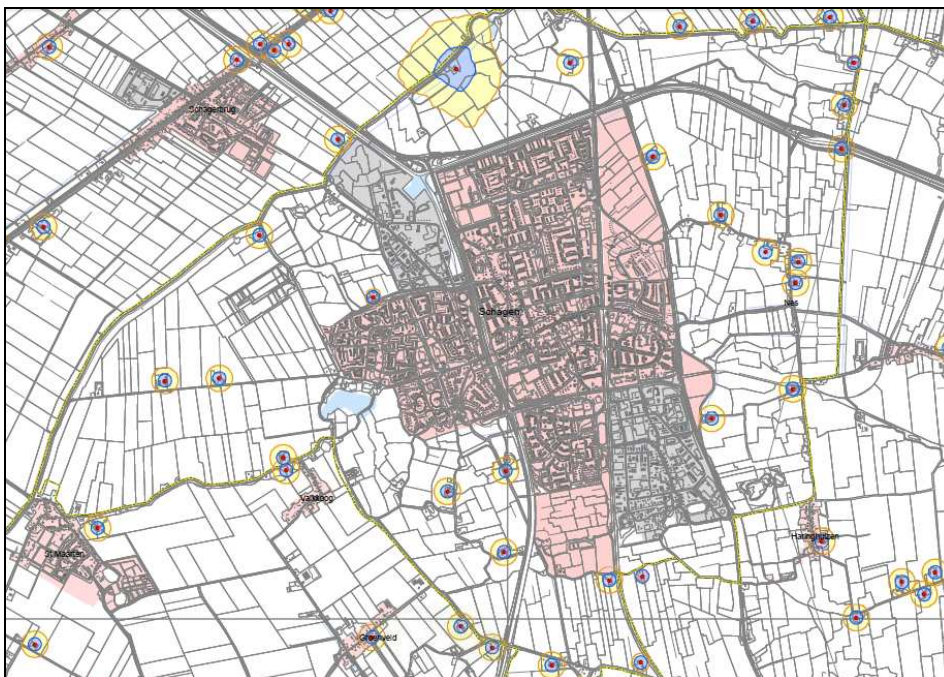 Schagerbrug
Schagen
Nes
Valkkoog
St Maarten
Haringhuizen
Groenveld